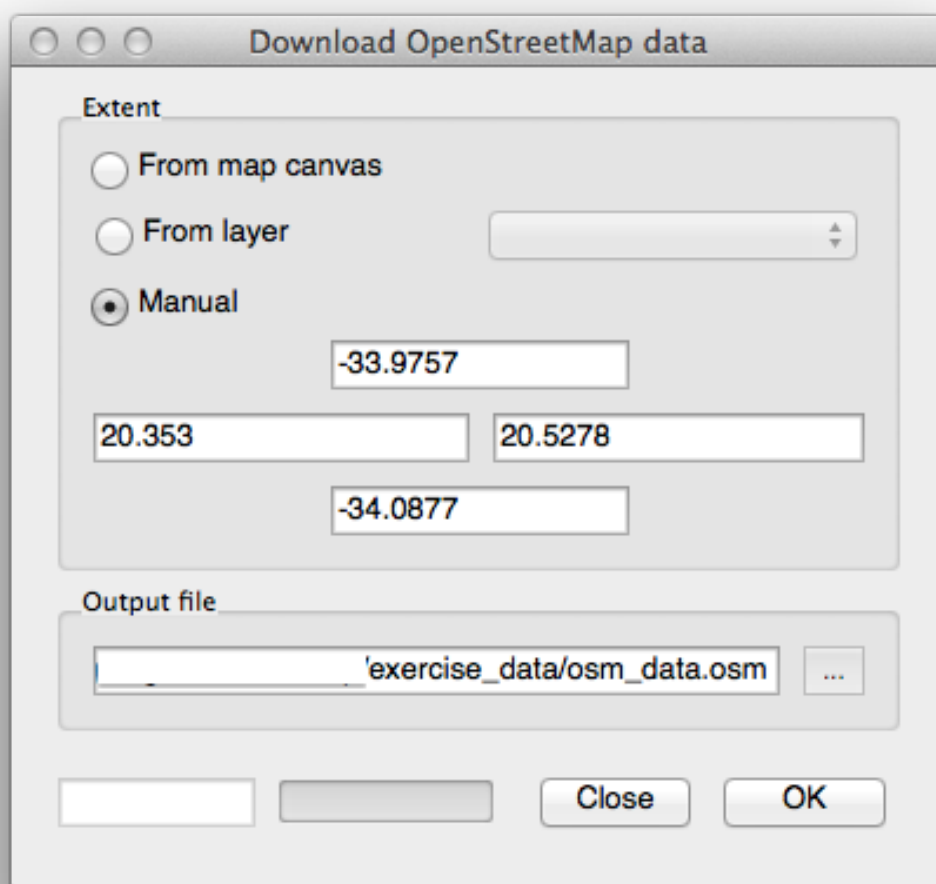 Download OpenStreetMap data
Extent
From map canvas
From layer
Manual
-33.9757
20.353 20.5278
-34.0877
Output file
/exercise_data/osm_data.osm ...
Close OK